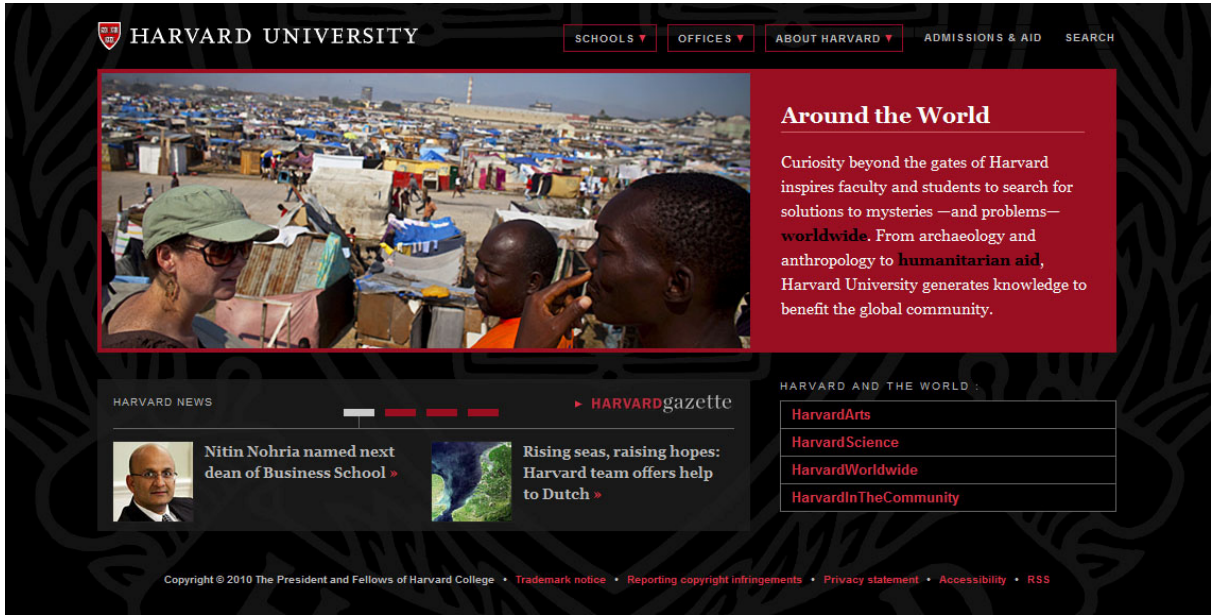 HARVARD UNIVERSITY
SCHOOLS ▼ OFFICES ▼ ABOUT HARVARD ▼ ADMISSIONS & AID SEARCH
Around the World
Curiosity beyond the gates of Harvard
inspires faculty and students to search for
solutions to mysteries —and problems—
worldwide. From archaeology and
anthropology to humanitarian aid,
Harvard University generates knowledge to
benefit the global community.
HARVARD NEWS
► HARVARDgazette
Nitin Nohria named next
dean of Business School »
Rising seas, raising hopes:
Harvard team offers help
to Dutch »
HARVARD AND THE WORLD :
HarvardArts
HarvardScience
HarvardWorldwide
HarvardInTheCommunity
Copyright © 2010 The President and Fellows of Harvard College • Trademark notice • Reporting copyright infringements • Privacy statement • Accessibility • RSS